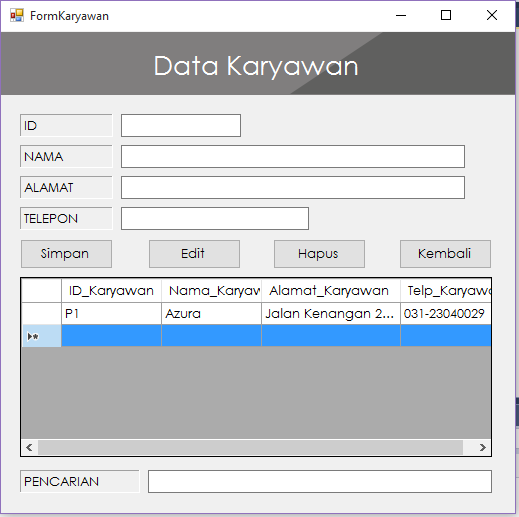 FormKaryawan
Data Karyawan
ID
NAMA
ALAMAT
TELEPON
Simpan Edit Hapus Kembali
ID_Karyawan Nama_Karyaw Alamat_Karyawan Telp_Karyawa
P1 Azura Jalan Kenangan 2... 031-23040029
PENCARIAN